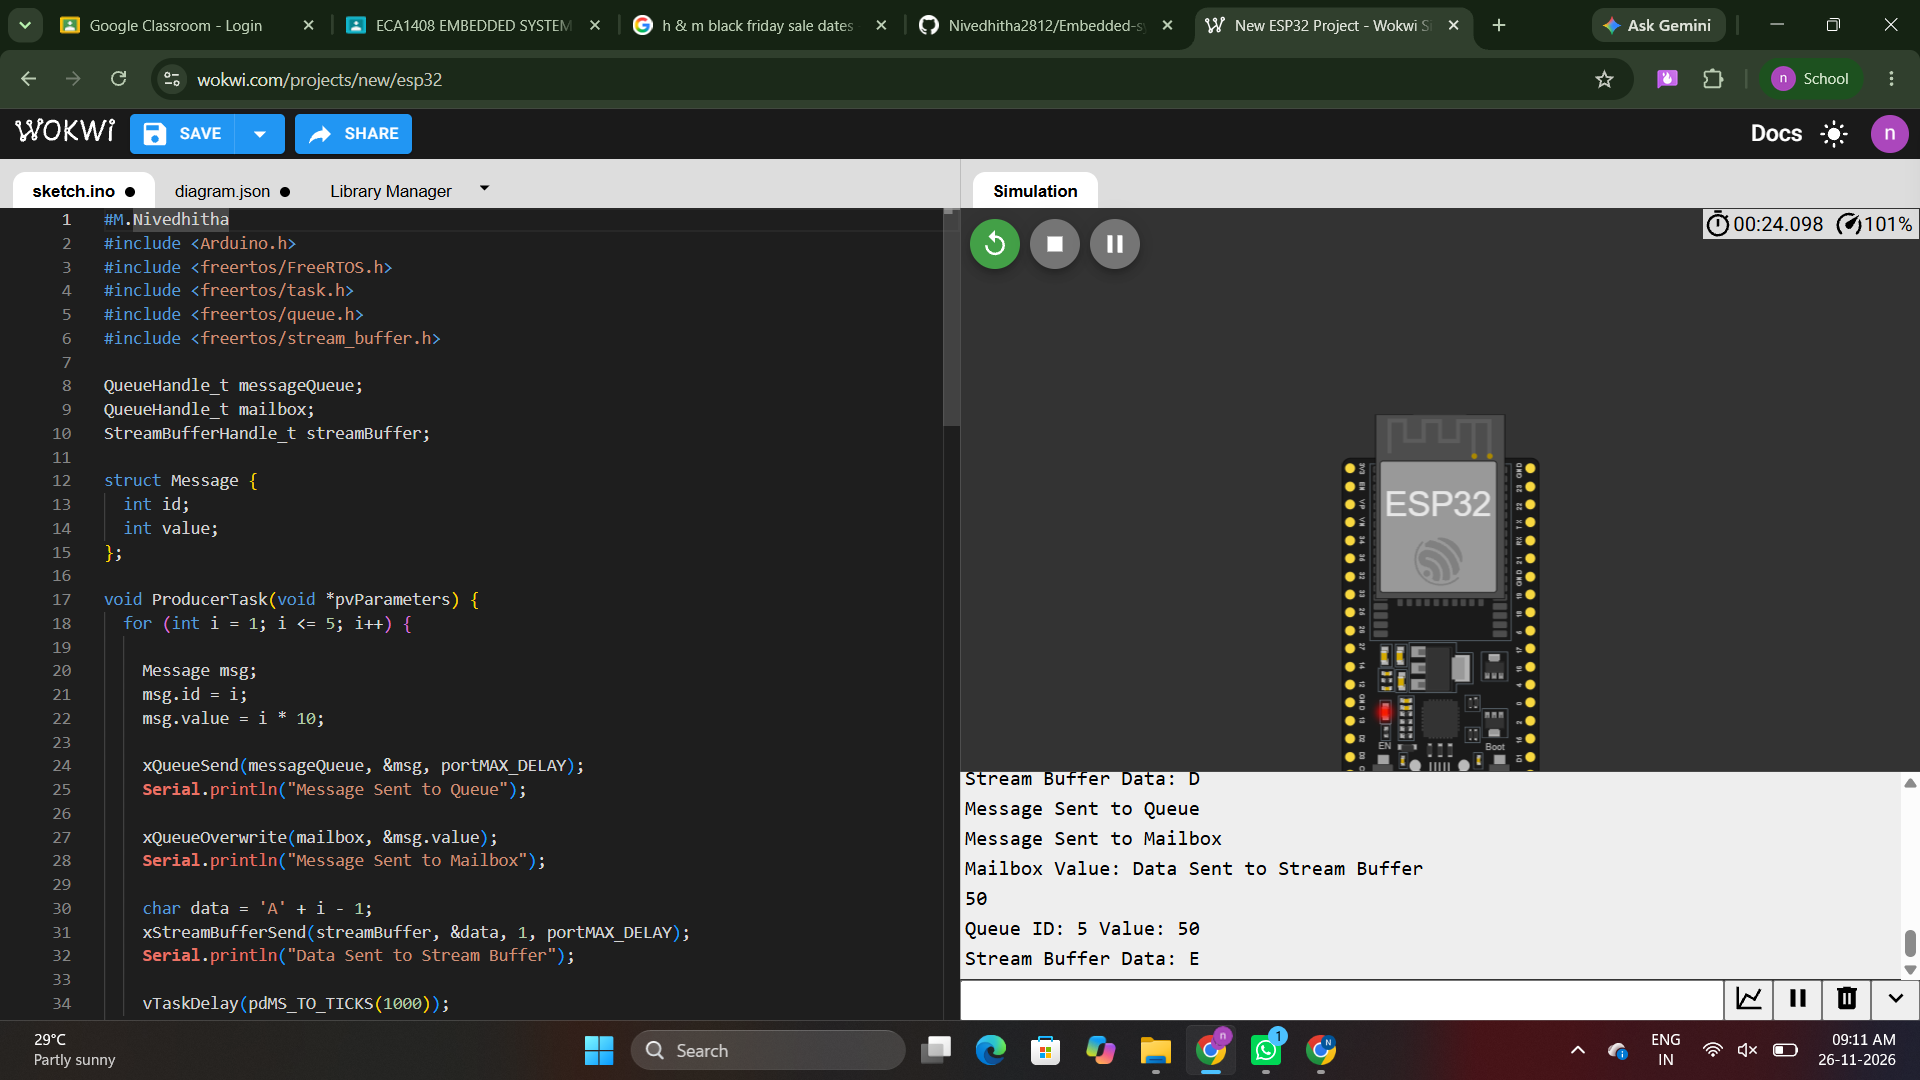 Google Classroom - Login
ECA1408 EMBEDDED SYSTEM
h & m black friday sale dates
Nivedhitha2812/Embedded-sy
New ESP32 Project - Wokwi Si
Ask Gemini
wokwi.com/projects/new/esp32
n School
WOKWI
SAVE
SHARE
Docs
n
sketch.ino
diagram.json
Library Manager
1 #M.Nivedhitha
2 #include <Arduino.h>
3 #include <freertos/FreeRTOS.h>
4 #include <freertos/task.h>
5 #include <freertos/queue.h>
6 #include <freertos/stream_buffer.h>
7
8 QueueHandle_t messageQueue;
9 QueueHandle_t mailbox;
10 StreamBufferHandle_t streamBuffer;
11
12 struct Message {
13 int id;
14 int value;
15 };
16
17 void ProducerTask(void *pvParameters) {
18 for (int i = 1; i <= 5; i++) {
19
20 Message msg;
21 msg.id = i;
22 msg.value = i * 10;
23
24 xQueueSend(messageQueue, &msg, portMAX_DELAY);
25 Serial.println("Message Sent to Queue");
26
27 xQueueOverwrite(mailbox, &msg.value);
28 Serial.println("Message Sent to Mailbox");
29
30 char data = 'A' + i - 1;
31 xStreamBufferSend(streamBuffer, &data, 1, portMAX_DELAY);
32 Serial.println("Data Sent to Stream Buffer");
33
34 vTaskDelay(pdMS_TO_TICKS(1000));
Simulation
00:24.098 101%
ESP32
EN
Boot
Stream Buffer Data: D
Message Sent to Queue
Message Sent to Mailbox
Mailbox Value: Data Sent to Stream Buffer
50
Queue ID: 5 Value: 50
Stream Buffer Data: E
29°C
Partly sunny
Search
n
1
N
ENG
IN
09:11 AM
26-11-2026